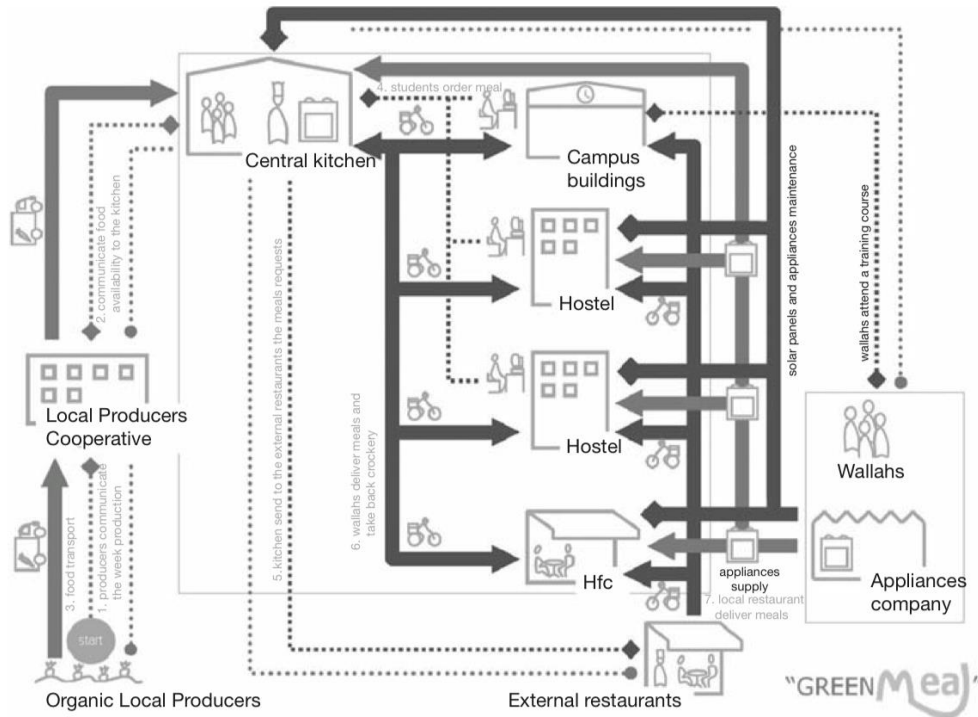 4. students order meal
Central kitchen
Campus
buildings
solar panels and appliances maintenance
wallahs attend a training course
2. communicate food
availability to the kitchen
5.kitchen send to the external restaurants the meals requests
Hostel
Local Producers
Cooperative
6. wallahs deliver meals and
take back crockery
Hostel
Wallahs
3. food transport
1. producers communicate
the week production
Hfc
appliances
supply
Appliances
company
7. local restaurant
deliver meals
start
Organic Local Producers
External restaurants
"GREEN Meal"